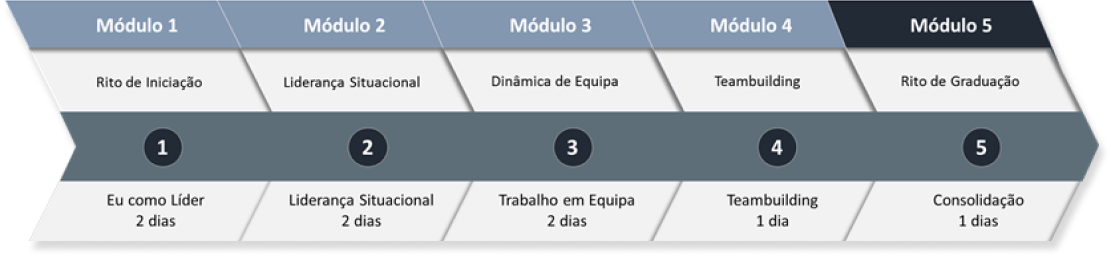 Módulo 1
Módulo 2
Módulo 3
Módulo 4
Módulo 5
Rito de Iniciação
Liderança Situacional
Dinâmica de Equipa
Teambuilding
Rito de Graduação
1
2
3
4
5
Eu como Líder
2 dias
Liderança Situacional
2 dias
Trabalho em Equipa
2 dias
Teambuilding
1 dia
Consolidação
1 dias